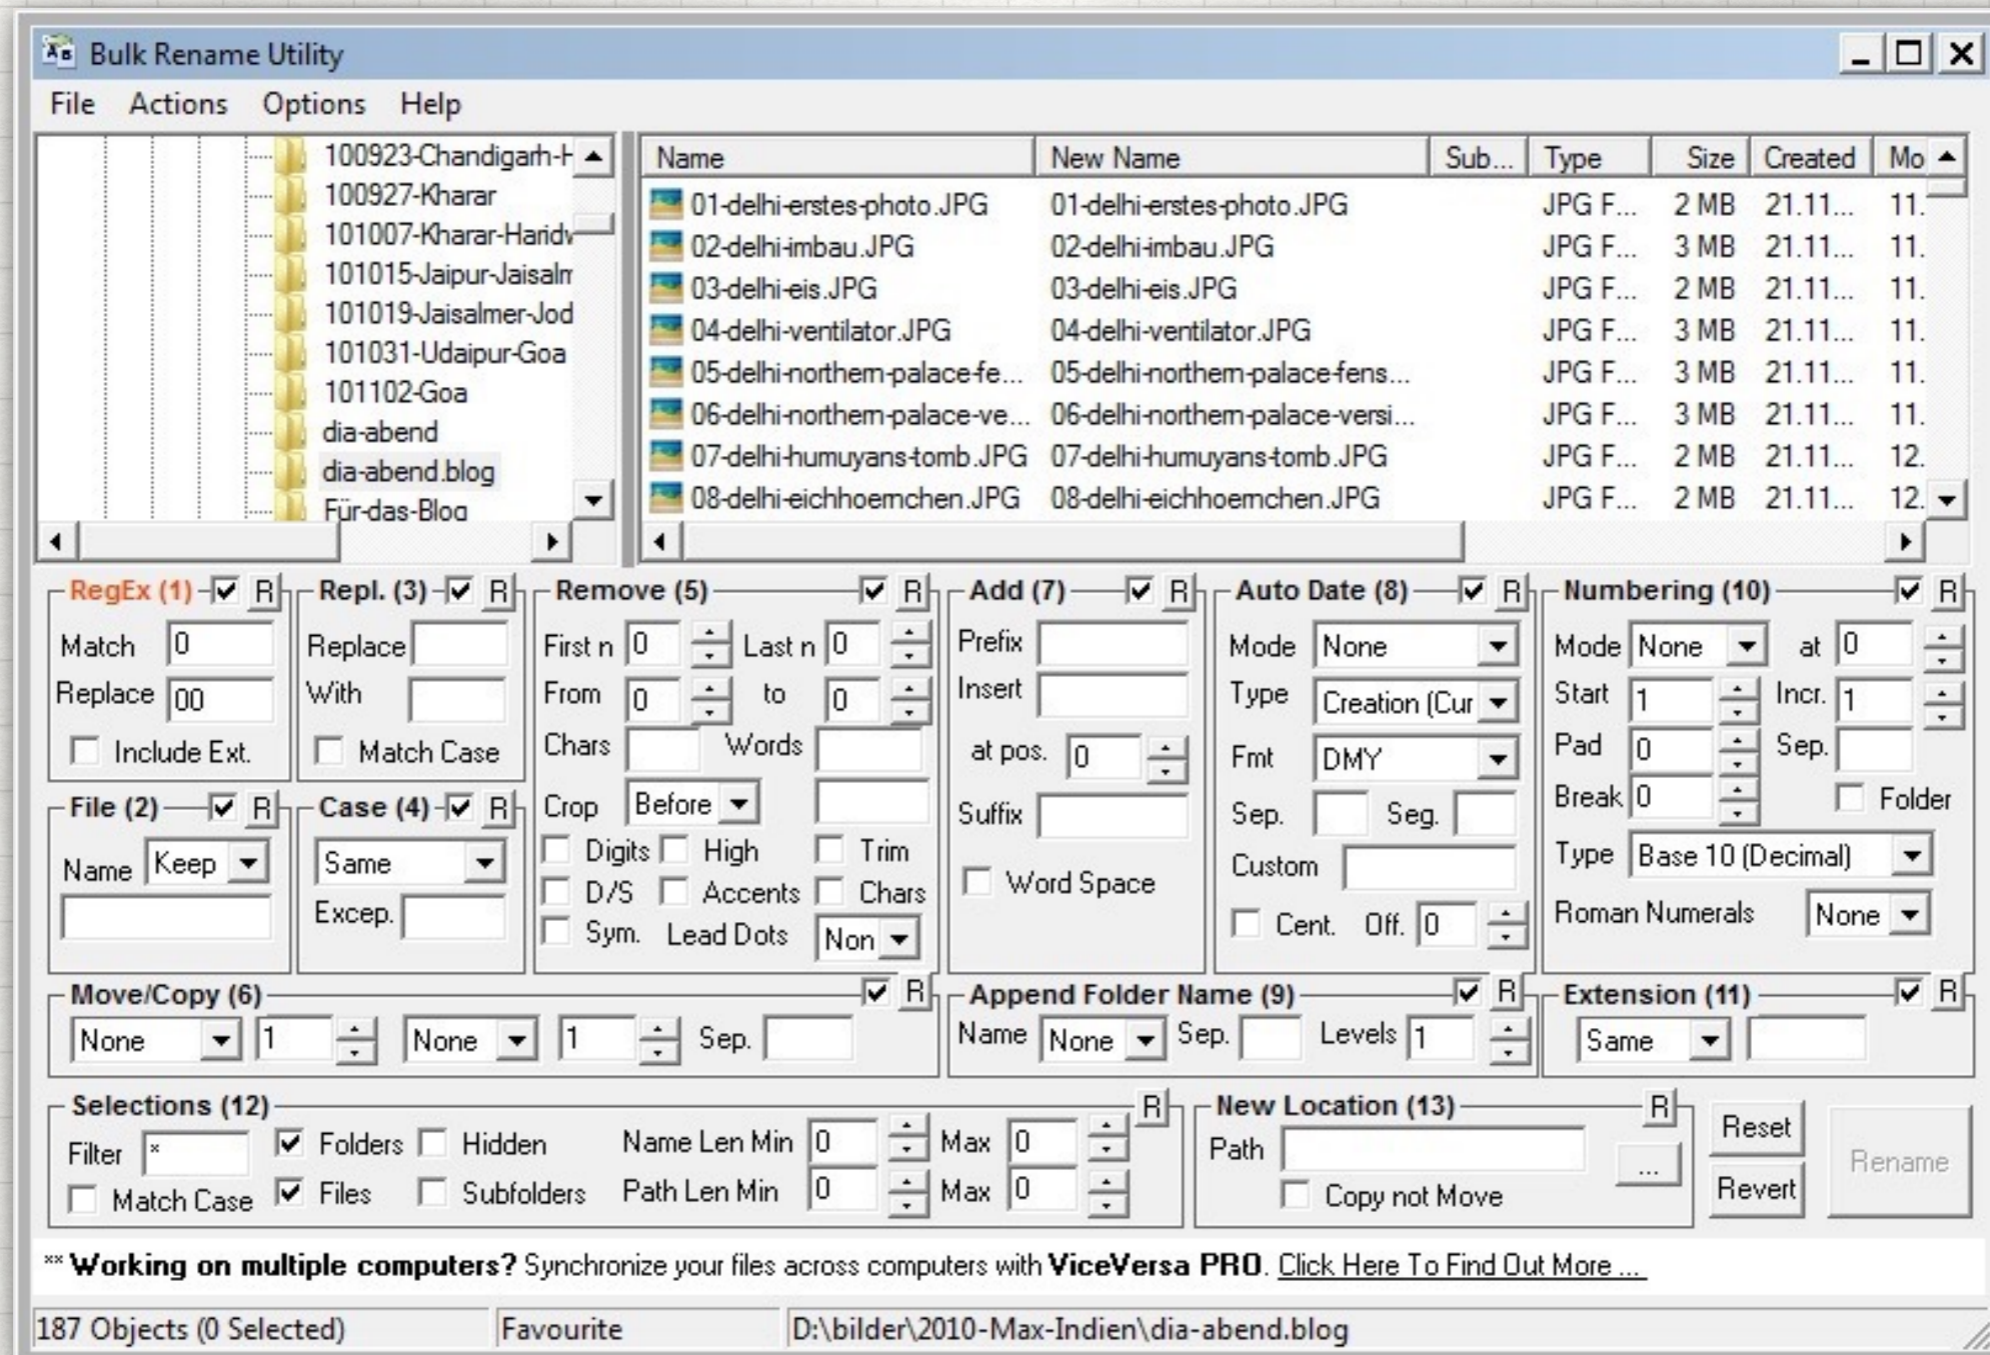 Bulk Rename Utility
File Actions Options Help
100923-Chandigarh-H
100927-Kharar
101007-Kharar-Haridw
101015-Jaipur-Jaisalm
101019-Jaisalmer-Jod
101031-Udaipur-Goa
101102-Goa
dia-abend
dia-abend.blog
Für-das-Blog
Name New Name Sub... Type Size Created Mo
01-delhi-erstes-photo.JPG 01-delhi-erstes-photo.JPG JPG F... 2 MB 21.11... 11.
02-delhi-imbau.JPG 02-delhi-imbau.JPG JPG F... 3 MB 21.11... 11.
03-delhi-eis.JPG 03-delhi-eis.JPG JPG F... 2 MB 21.11... 11.
04-delhi-ventilator.JPG 04-delhi-ventilator.JPG JPG F... 3 MB 21.11... 11.
05-delhi-northern-palace-fe... 05-delhi-northern-palace-fens... JPG F... 3 MB 21.11... 11.
06-delhi-northern-palace-ve... 06-delhi-northern-palace-versi... JPG F... 3 MB 21.11... 11.
07-delhi-humuyans-tomb.JPG 07-delhi-humuyans-tomb.JPG JPG F... 2 MB 21.11... 12.
08-delhi-eichhoernchen.JPG 08-delhi-eichhoernchen.JPG JPG F... 2 MB 21.11... 12.
RegEx (1) R
Match 0
Replace 00
Include Ext.
Repl. (3) R
Replace
With
Match Case
File (2) R
Name Keep
Case (4) R
Same
Excep.
Remove (5) R
First n 0 Last n 0
From 0 to 0
Chars Words
Crop Before
Digits High Trim
D/S Accents Chars
Sym. Lead Dots Non
Add (7) R
Prefix
Insert
at pos. 0
Suffix
Word Space
Auto Date (8) R
Mode None
Type Creation (Cur
Fmt DMY
Sep. Seg.
Custom
Cent. Off. 0
Numbering (10) R
Mode None at 0
Start 1 Incr. 1
Pad 0 Sep.
Break 0 Folder
Type Base 10 (Decimal)
Roman Numerals None
Move/Copy (6) R
None 1 None 1 Sep.
Append Folder Name (9) R
Name None Sep. Levels 1
Extension (11) R
Same
Selections (12) R
Filter * Folders Hidden Name Len Min 0 Max 0
Match Case Files Subfolders Path Len Min 0 Max 0
New Location (13) R
Path ...
Copy not Move
Reset
Revert
Rename
** Working on multiple computers? Synchronize your files across computers with ViceVersa PRO. Click Here To Find Out More ...
187 Objects (0 Selected) Favourite D:\bilder\2010-Max-Indien\dia-abend.blog